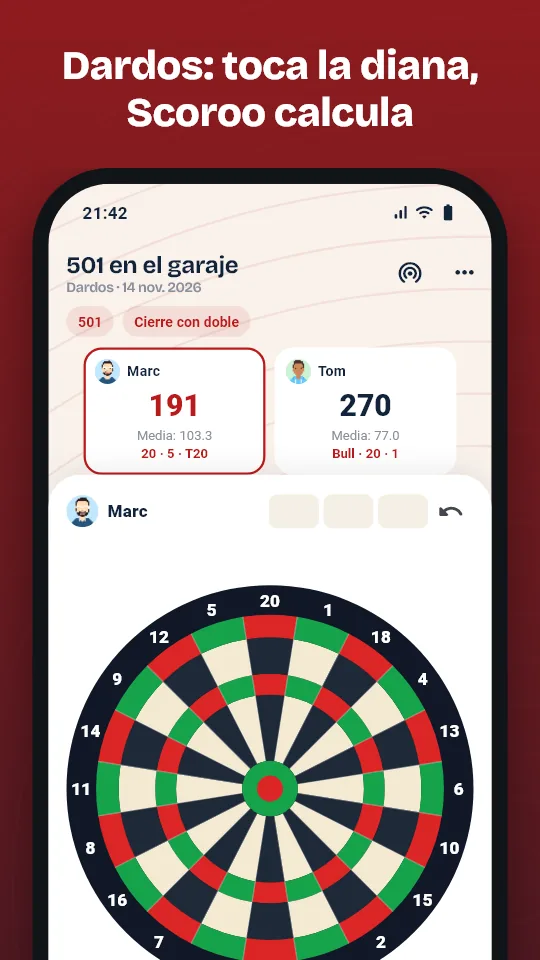 Dardos: toca la diana,
Scoroo calcula
21:42
501 en el garaje
Dardos · 14 nov. 2026
501
Cierre con doble
Marc
191
Media: 103.3
20 · 5 · T20
Tom
270
Media: 77.0
Bull · 20 · 1
Marc
20
1
18
4
13
6
10
15
2
7
16
8
11
14
9
12
5